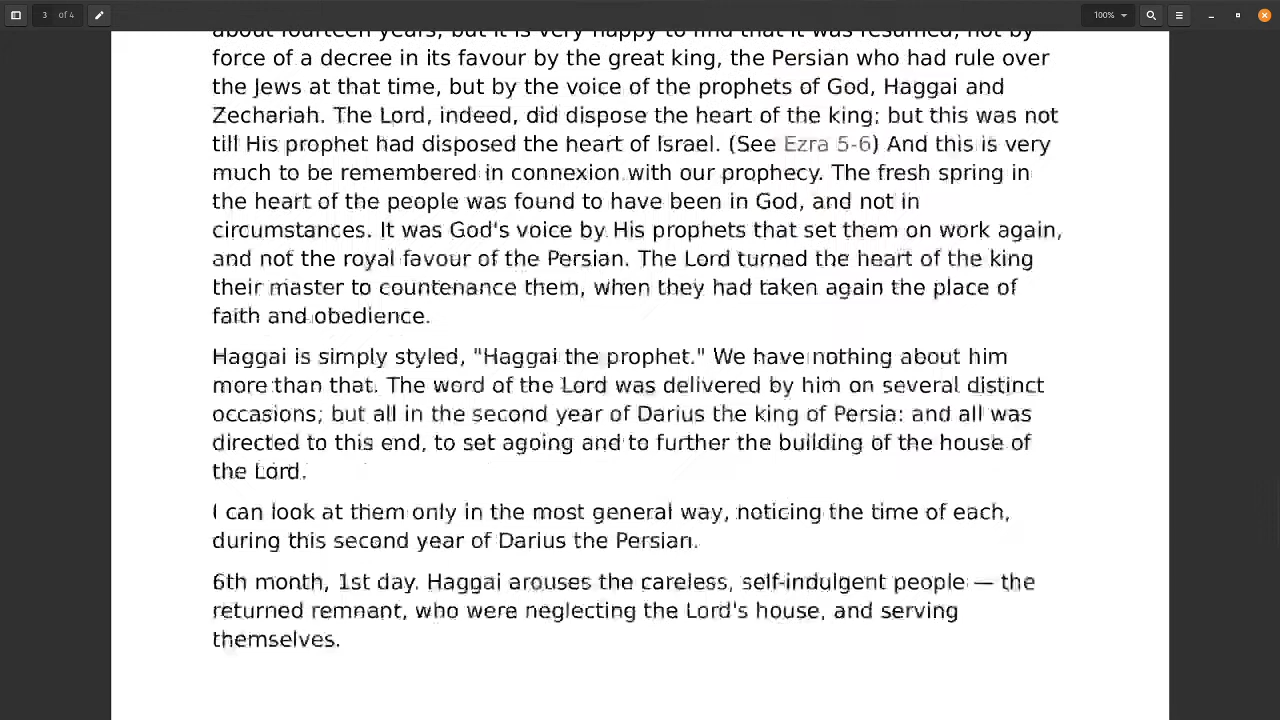 3 of 4
100%
about fourteen years; but it is very happy to find that it was resumed, not by
force of a decree in its favour by the great king, the Persian who had rule over
the Jews at that time, but by the voice of the prophets of God, Haggai and
Zechariah. The Lord, indeed, did dispose the heart of the king; but this was not
till His prophet had disposed the heart of Israel. (See Ezra 5-6) And this is very
much to be remembered in connexion with our prophecy. The fresh spring in
the heart of the people was found to have been in God, and not in
circumstances. It was God's voice by His prophets that set them on work again,
and not the royal favour of the Persian. The Lord turned the heart of the king
their master to countenance them, when they had taken again the place of
faith and obedience.
Haggai is simply styled, "Haggai the prophet." We have nothing about him
more than that. The word of the Lord was delivered by him on several distinct
occasions; but all in the second year of Darius the king of Persia: and all was
directed to this end, to set agoing and to further the building of the house of
the Lord.
I can look at them only in the most general way, noticing the time of each,
during this second year of Darius the Persian.
6th month, 1st day. Haggai arouses the careless, self-indulgent people — the
returned remnant, who were neglecting the Lord's house, and serving
themselves.